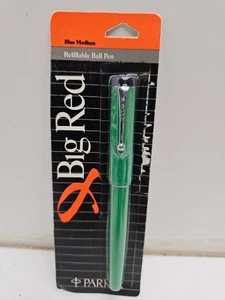 Blue Medium
Refillable Ball Pen
Big Red
PARK